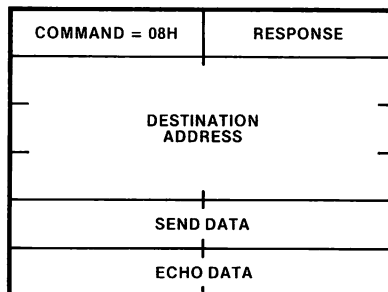 COMMAND = 08H
RESPONSE
DESTINATION
ADDRESS
SEND DATA
ECHO DATA